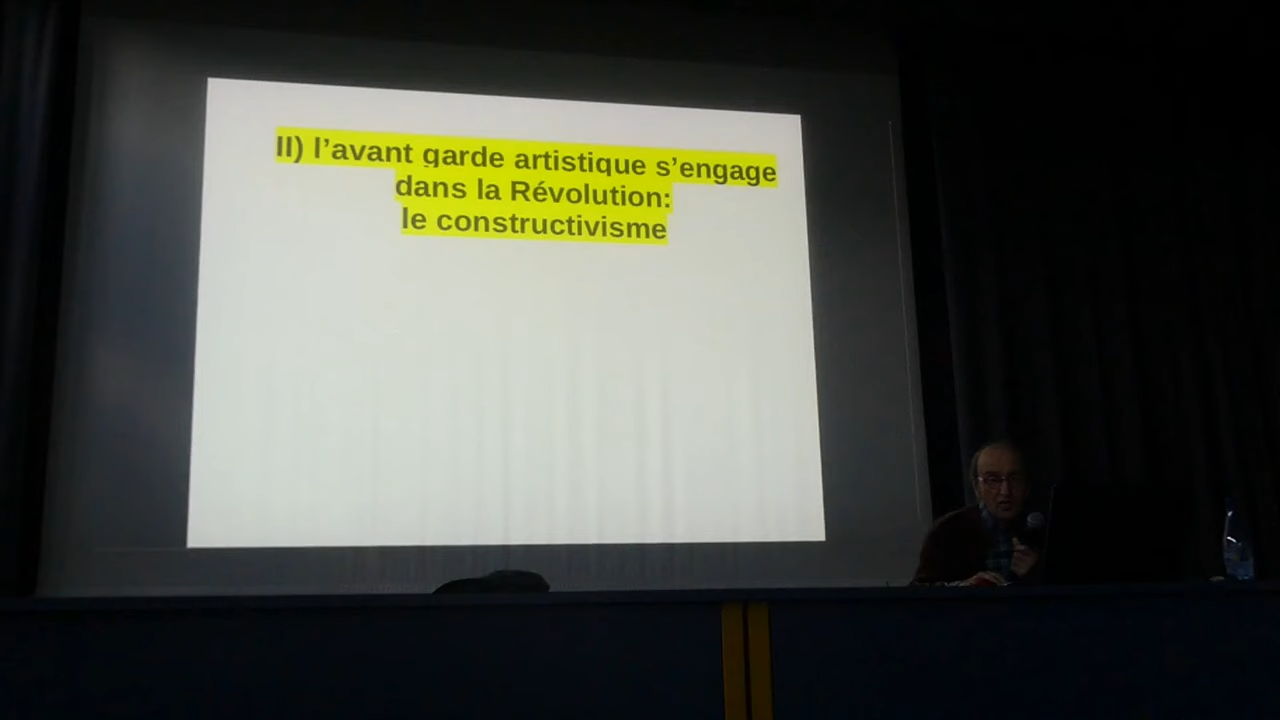 II) l’avant garde artistique s’engage
dans la Révolution:
le constructivisme